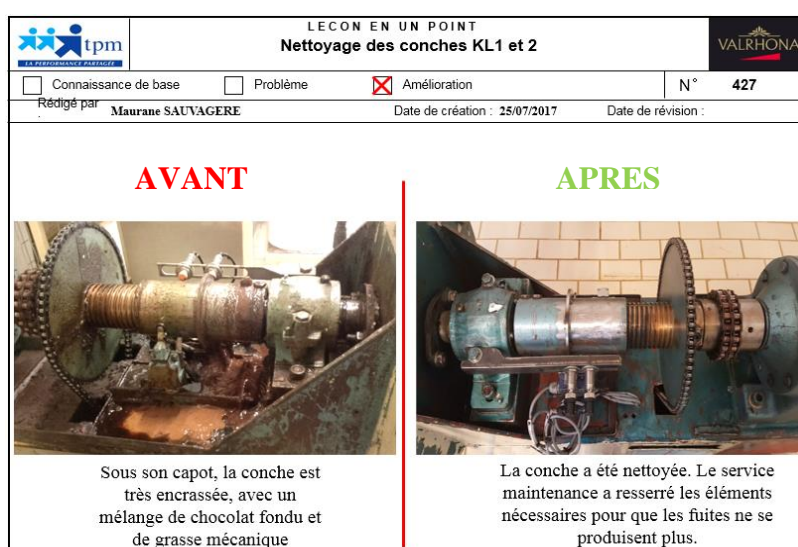 LECON EN UN POINT
Nettoyage des conches KL1 et 2
tpm
LA PERFORMANCE PARTAGÉE
VALRHONA
Connaissance de base
Problème
Amélioration
N° 427
Rédigé par : Maurane SAUVAGERE
Date de création : 25/07/2017
Date de révision :
AVANT
APRES
Sous son capot, la conche est
très encrassée, avec un
mélange de chocolat fondu et
de grasse mécanique
La conche a été nettoyée. Le service
maintenance a resserré les éléments
nécessaires pour que les fuites ne se
produisent plus.